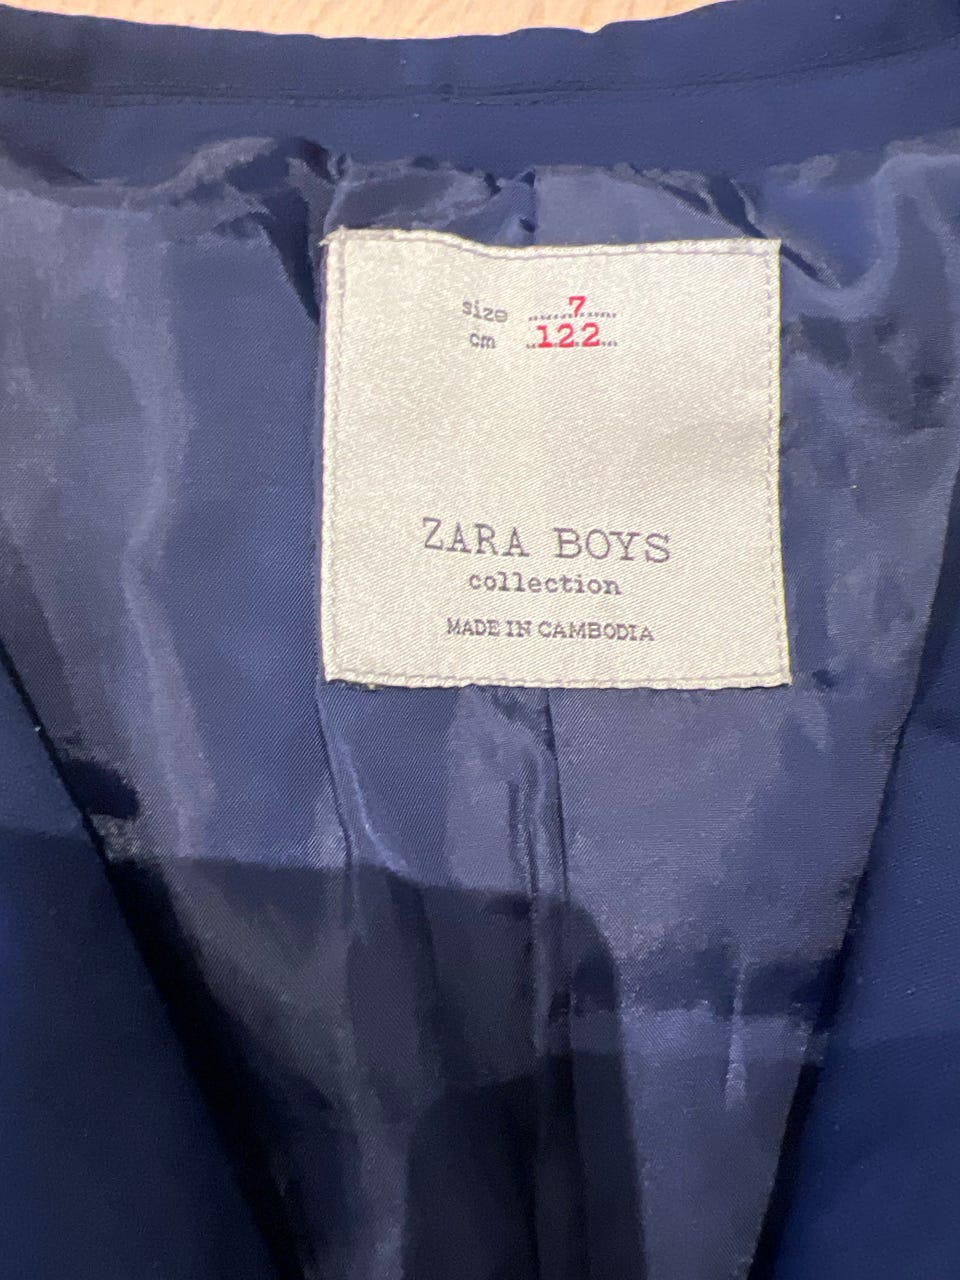 size 7
cm 122
ZARA BOYS
collection
MADE IN CAMBODIA